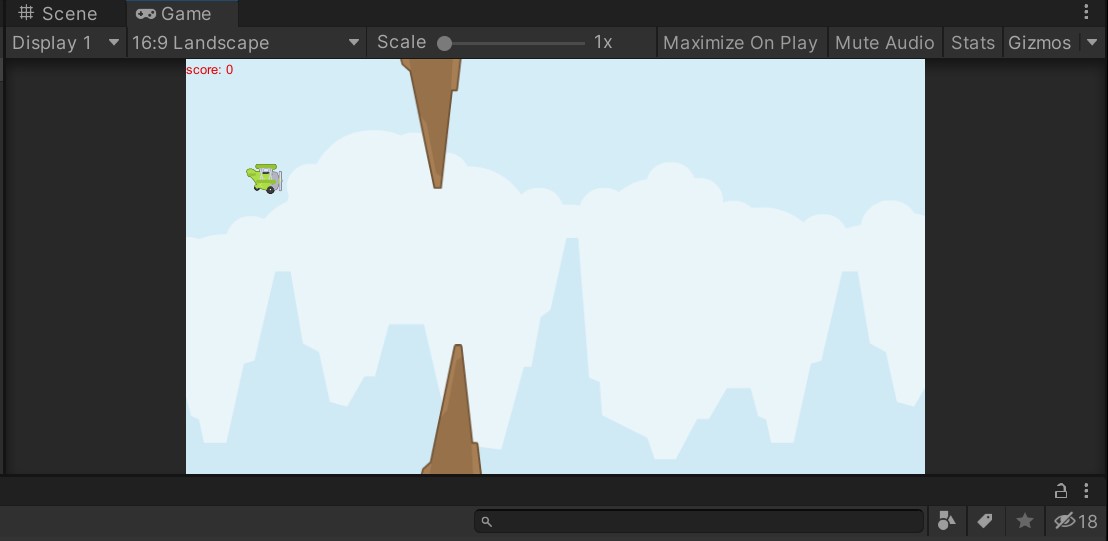 Scene Game
Display 1 16:9 Landscape Scale 1x Maximize On Play Mute Audio Stats Gizmos
score: 0
18